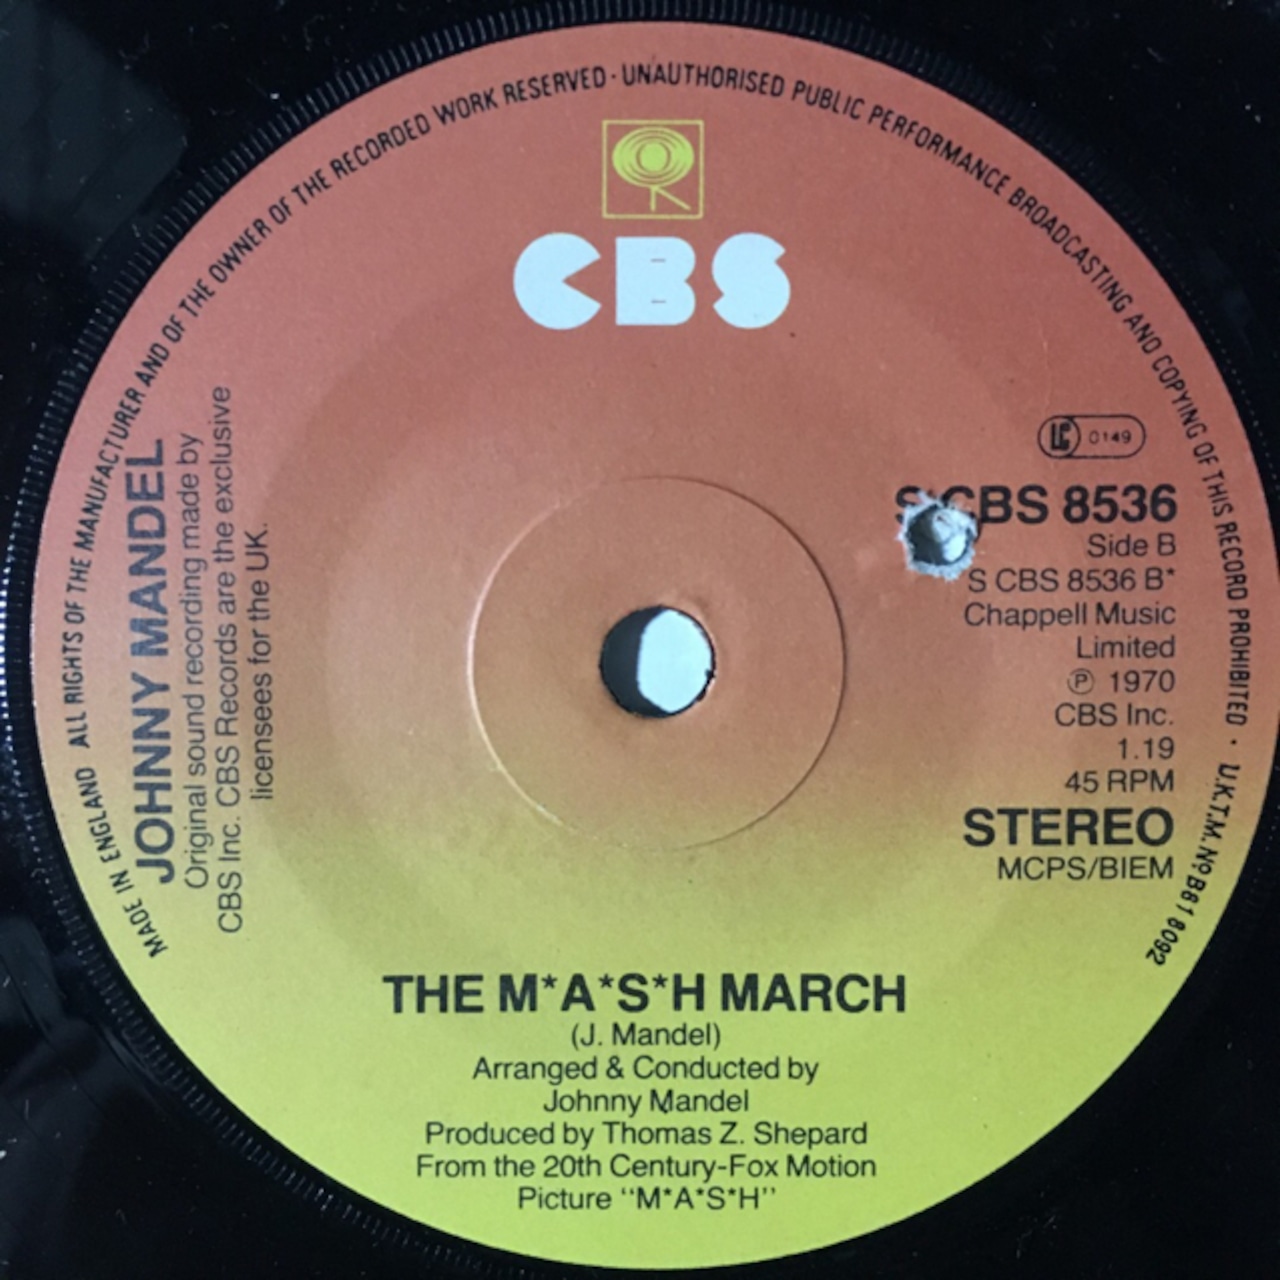 MADE IN ENGLAND ALL RIGHTS OF THE MANUFACTURER AND OF THE OWNER OF THE RECORDED WORK RESERVED · UNAUTHORISED PUBLIC PERFORMANCE BROADCASTING AND COPYING OF THIS RECORD PROHIBITED · U.K.T.M. Nº B618092
CBS
JOHNNY MANDEL
Original sound recording made by
CBS Inc. CBS Records are the exclusive
licensees for the UK.
LC 0149
S CBS 8536
Side B
S CBS 8536 B*
Chappell Music
Limited
℗ 1970
CBS Inc.
1.19
45 RPM
STEREO
MCPS/BIEM
THE M*A*S*H MARCH
(J. Mandel)
Arranged & Conducted by
Johnny Mandel
Produced by Thomas Z. Shepard
From the 20th Century-Fox Motion
Picture "M*A*S*H"